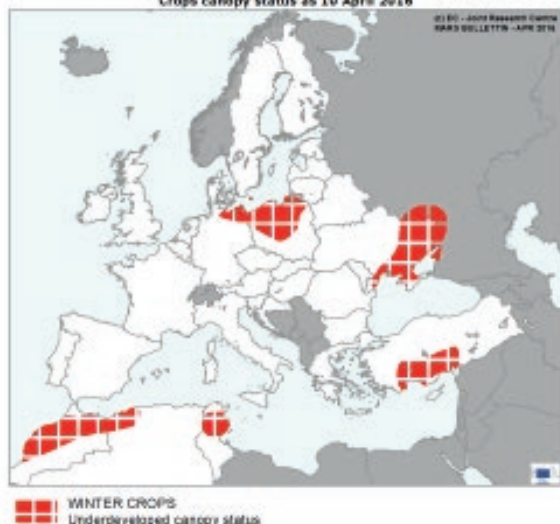 Crops canopy status as 10 April 2016
(c) EC - Joint Research Centre
MARS BULLETIN - APR 2016
WINTER CROPS
Underdeveloped canopy status